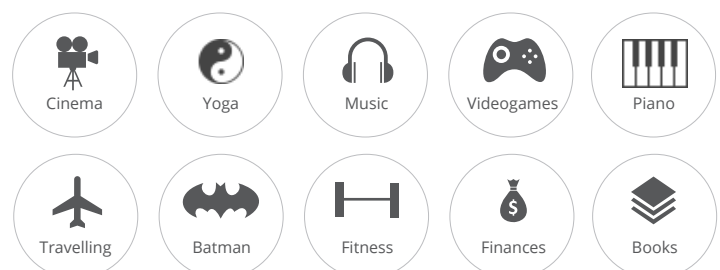 Cinema
Yoga
Music
Videogames
Piano
Travelling
Batman
Fitness
$
Finances
Books